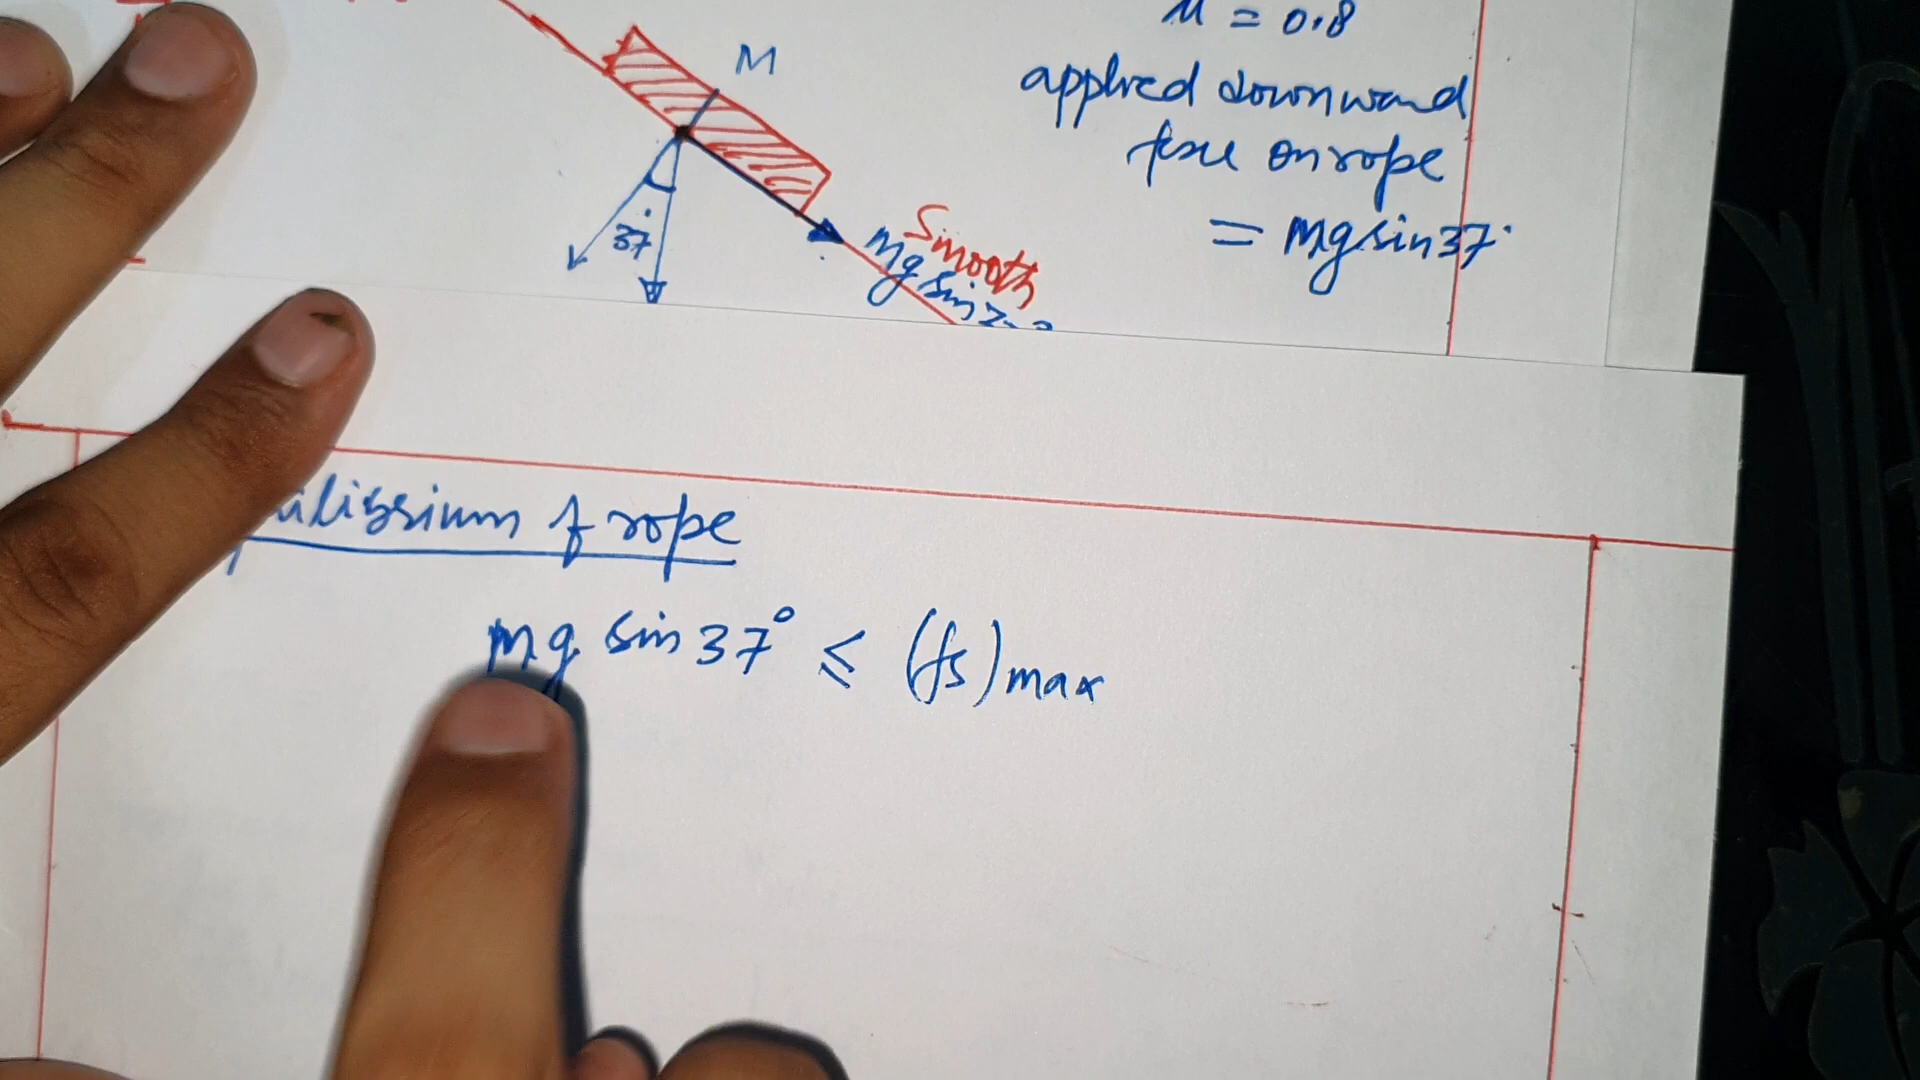 M = 0.8
M
applied downward
force on rope
= Mg sin 37°
37°
Smooth
Mg sin
uilibrium of rope
Mg sin 37° ≤ (fs)max